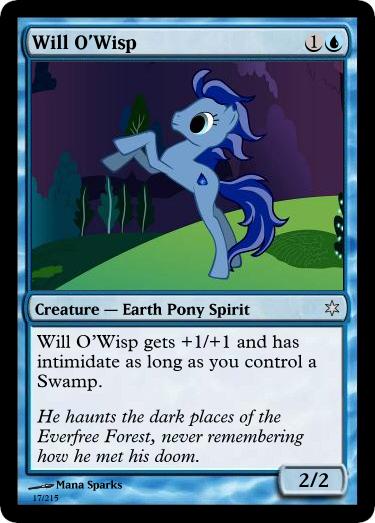 Will O'Wisp 1
Creature — Earth Pony Spirit
Will O'Wisp gets +1/+1 and has
intimidate as long as you control a
Swamp.
He haunts the dark places of the
Everfree Forest, never remembering
how he met his doom.
2/2
Mana Sparks
17/215